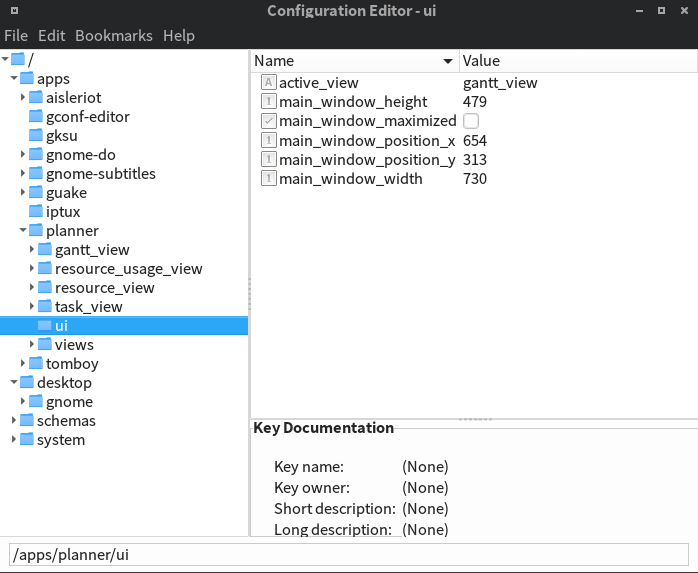 Configuration Editor - ui
File Edit Bookmarks Help
/
apps
aisleriot
gconf-editor
gksu
gnome-do
gnome-subtitles
guake
iptux
planner
gantt_view
resource_usage_view
resource_view
task_view
ui
views
tomboy
desktop
gnome
schemas
system
Name Value
active_view gantt_view
main_window_height 479
main_window_maximized
main_window_position_x 654
main_window_position_y 313
main_window_width 730
Key Documentation
Key name: (None)
Key owner: (None)
Short description: (None)
Long description: (None)
/apps/planner/ui